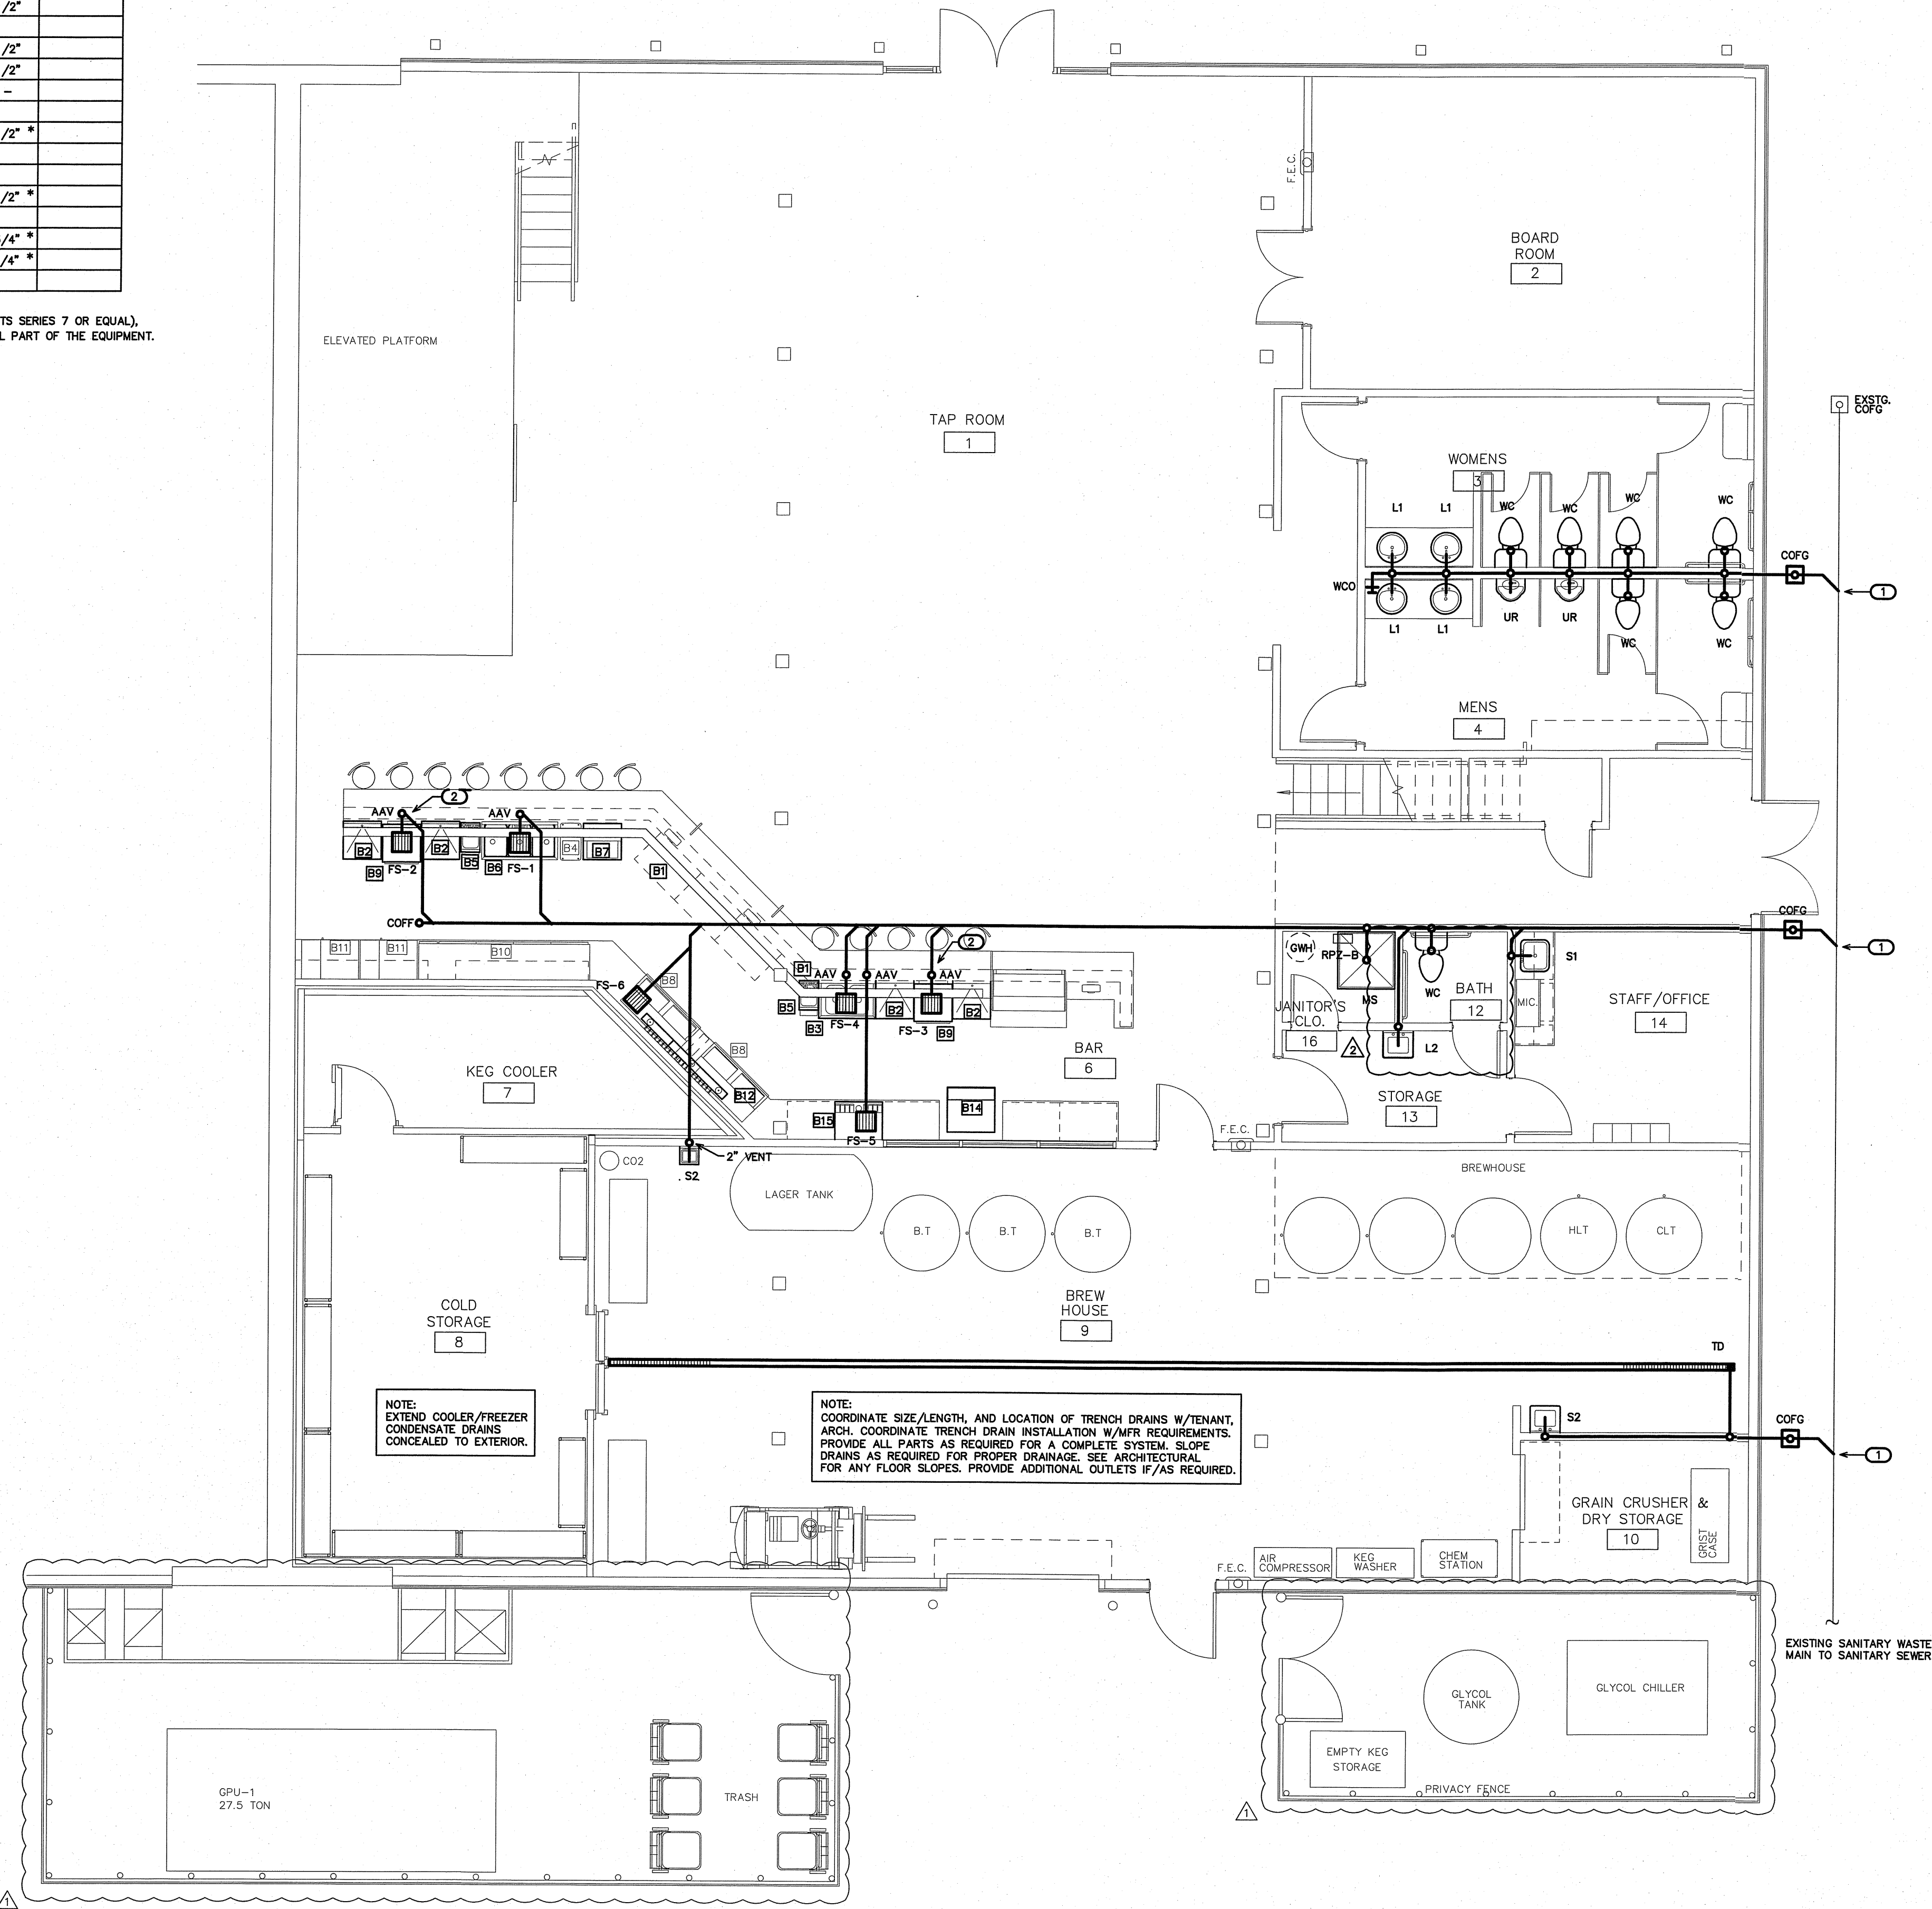 /2"
/2"
/2"
–
/2" *
/2" *
/4" *
/4" *
TS SERIES 7 OR EQUAL),
L PART OF THE EQUIPMENT.
ELEVATED PLATFORM
TAP ROOM
1
F.E.C.
BOARD
ROOM
2
EXSTG.
COFG
WOMENS
3
L1
L1
WC
WC
WC
WC
COFG
WCO
1
L1
L1
UR
UR
WC
WC
MENS
4
2
AAV
AAV
B2
B2
B5
B6
B4
B7
B9
FS-2
FS-1
B1
COFF
COFG
1
B11
B11
B10
2
B1
AAV
AAV
AAV
GWH
RPZ-B
S1
FS-6
B8
B5
B3
FS-4
B2
FS-3
B9
B2
MS
WC
BATH
12
MIC.
STAFF/OFFICE
14
JANITOR'S
CLO.
16
2
L2
B8
BAR
6
KEG COOLER
7
B12
B15
FS-5
B14
STORAGE
13
F.E.C.
2" VENT
S2
CO2
LAGER TANK
B.T
B.T
B.T
BREWHOUSE
HLT
CLT
BREW
HOUSE
9
COLD
STORAGE
8
TD
NOTE:
EXTEND COOLER/FREEZER
CONDENSATE DRAINS
CONCEALED TO EXTERIOR.
NOTE:
COORDINATE SIZE/LENGTH, AND LOCATION OF TRENCH DRAINS W/TENANT,
ARCH. COORDINATE TRENCH DRAIN INSTALLATION W/MFR REQUIREMENTS.
PROVIDE ALL PARTS AS REQUIRED FOR A COMPLETE SYSTEM. SLOPE
DRAINS AS REQUIRED FOR PROPER DRAINAGE. SEE ARCHITECTURAL
FOR ANY FLOOR SLOPES. PROVIDE ADDITIONAL OUTLETS IF/AS REQUIRED.
S2
COFG
1
GRAIN CRUSHER &
DRY STORAGE
10
GRIST
CASE
F.E.C.
AIR
COMPRESSOR
KEG
WASHER
CHEM
STATION
EXISTING SANITARY WASTE
MAIN TO SANITARY SEWER
GLYCOL
TANK
GLYCOL CHILLER
EMPTY KEG
STORAGE
PRIVACY FENCE
1
GPU-1
27.5 TON
TRASH
1